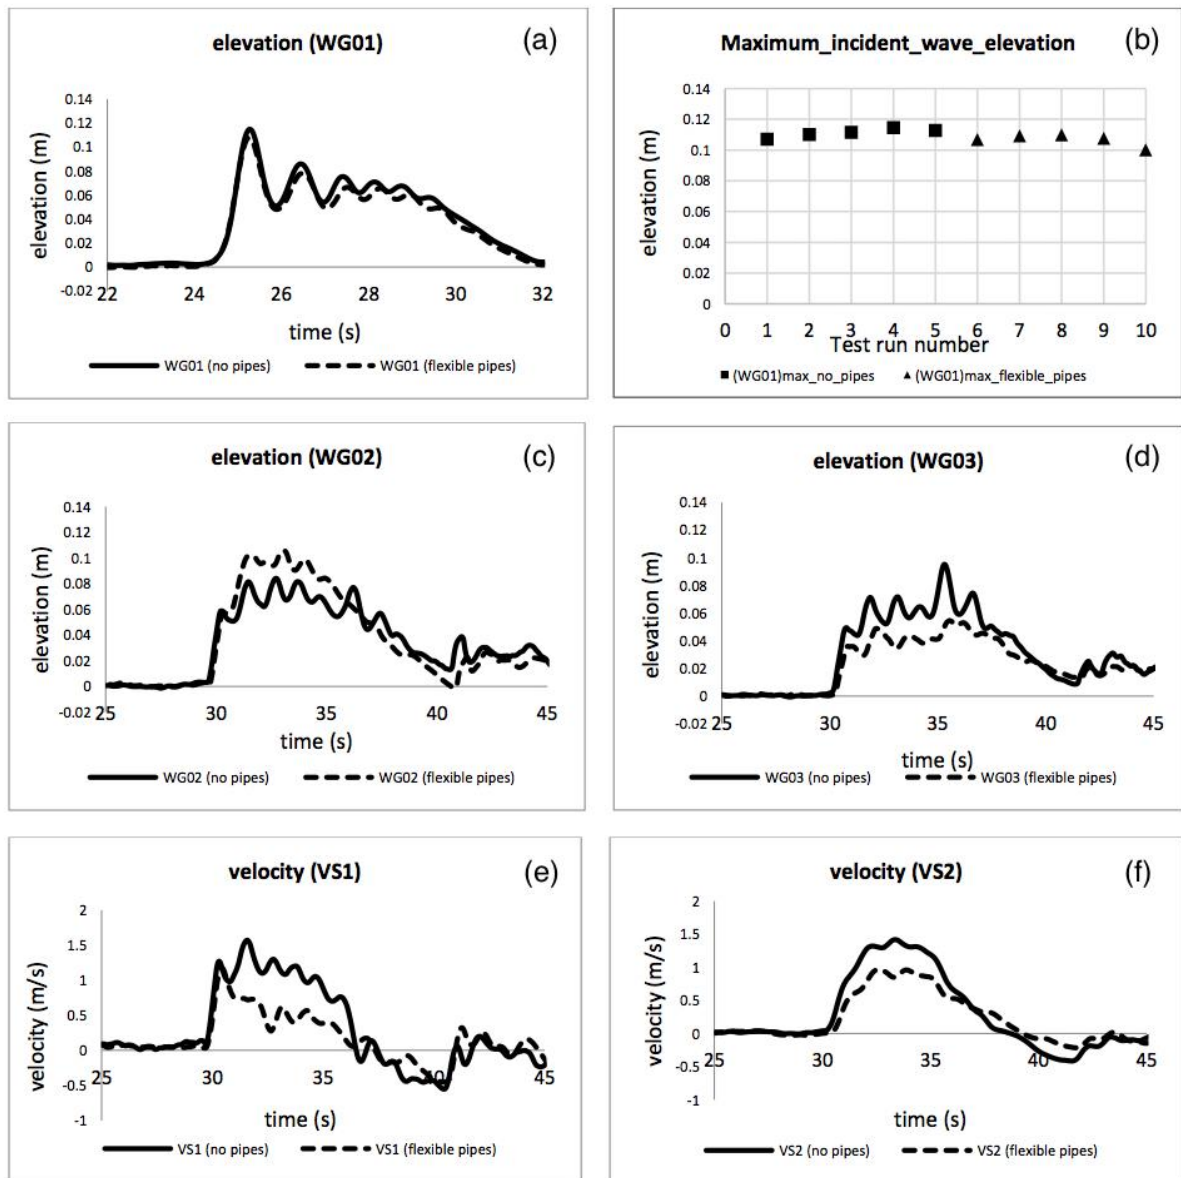 elevation (WG01)
(a)
elevation (m)
0.14
0.12
0.1
0.08
0.06
0.04
0.02
0
-0.02
22 24 26 28 30 32
time (s)
WG01 (no pipes) WG01 (flexible pipes)
Maximum_incident_wave_elevation
(b)
elevation (m)
0.14
0.12
0.1
0.08
0.06
0.04
0.02
0
0 1 2 3 4 5 6 7 8 9 10
Test run number
(WG01)max_no_pipes (WG01)max_flexible_pipes
elevation (WG02)
(c)
elevation (m)
0.14
0.12
0.1
0.08
0.06
0.04
0.02
0
-0.02
25 30 35 40 45
time (s)
WG02 (no pipes) WG02 (flexible pipes)
elevation (WG03)
(d)
elevation (m)
0.14
0.12
0.1
0.08
0.06
0.04
0.02
0
-0.02
25 30 35 40 45
time (s)
WG03 (no pipes) WG03 (flexible pipes)
velocity (VS1)
(e)
velocity (m/s)
2
1.5
1
0.5
0
-0.5
-1
25 30 35 40 45
time (s)
VS1 (no pipes) VS1 (flexible pipes)
velocity (VS2)
(f)
velocity (m/s)
2
1.5
1
0.5
0
-0.5
-1
25 30 35 40 45
time (s)
VS2 (no pipes) VS2 (flexible pipes)